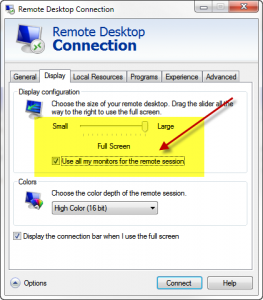 Remote Desktop Connection
Remote Desktop
Connection
General Display Local Resources Programs Experience Advanced
Display configuration
Choose the size of your remote desktop. Drag the slider all the
way to the right to use the full screen.
Small Large
Full Screen
Use all my monitors for the remote session
Colors
Choose the color depth of the remote session.
High Color (16 bit)
Display the connection bar when I use the full screen
Options Connect Help